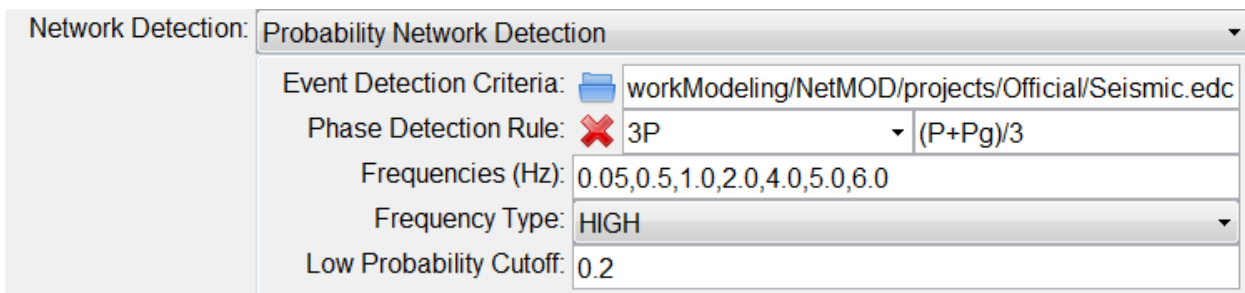 Network Detection: Probability Network Detection
Event Detection Criteria: workModeling/NetMOD/projects/Official/Seismic.edc
Phase Detection Rule: 3P (P+Pg)/3
Frequencies (Hz): 0.05,0.5,1.0,2.0,4.0,5.0,6.0
Frequency Type: HIGH
Low Probability Cutoff: 0.2